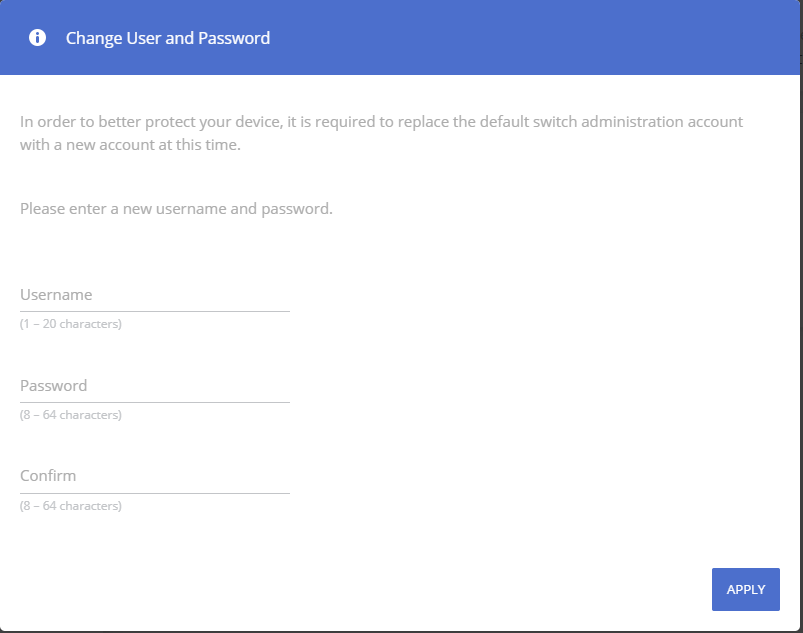 Change User and Password
In order to better protect your device, it is required to replace the default switch administration account
with a new account at this time.
Please enter a new username and password.
Username
(1 – 20 characters)
Password
(8 – 64 characters)
Confirm
(8 – 64 characters)
APPLY